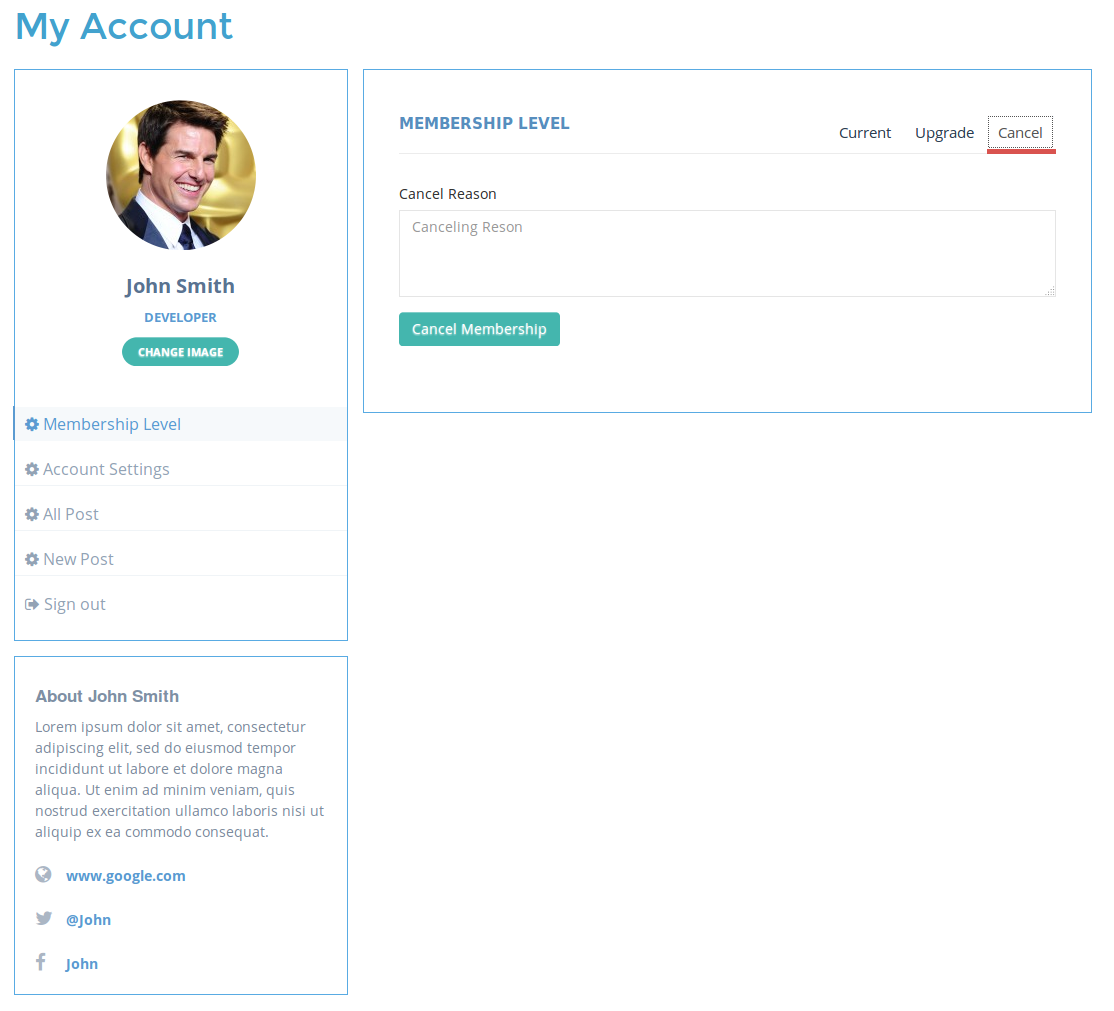 My Account
John Smith
DEVELOPER
CHANGE IMAGE
Membership Level
Account Settings
All Post
New Post
Sign out
About John Smith
Lorem ipsum dolor sit amet, consectetur
adipiscing elit, sed do eiusmod tempor
incididunt ut labore et dolore magna
aliqua. Ut enim ad minim veniam, quis
nostrud exercitation ullamco laboris nisi ut
aliquip ex ea commodo consequat.
www.google.com
@John
John
MEMBERSHIP LEVEL
Current Upgrade Cancel
Cancel Reason
Canceling Reson
Cancel Membership